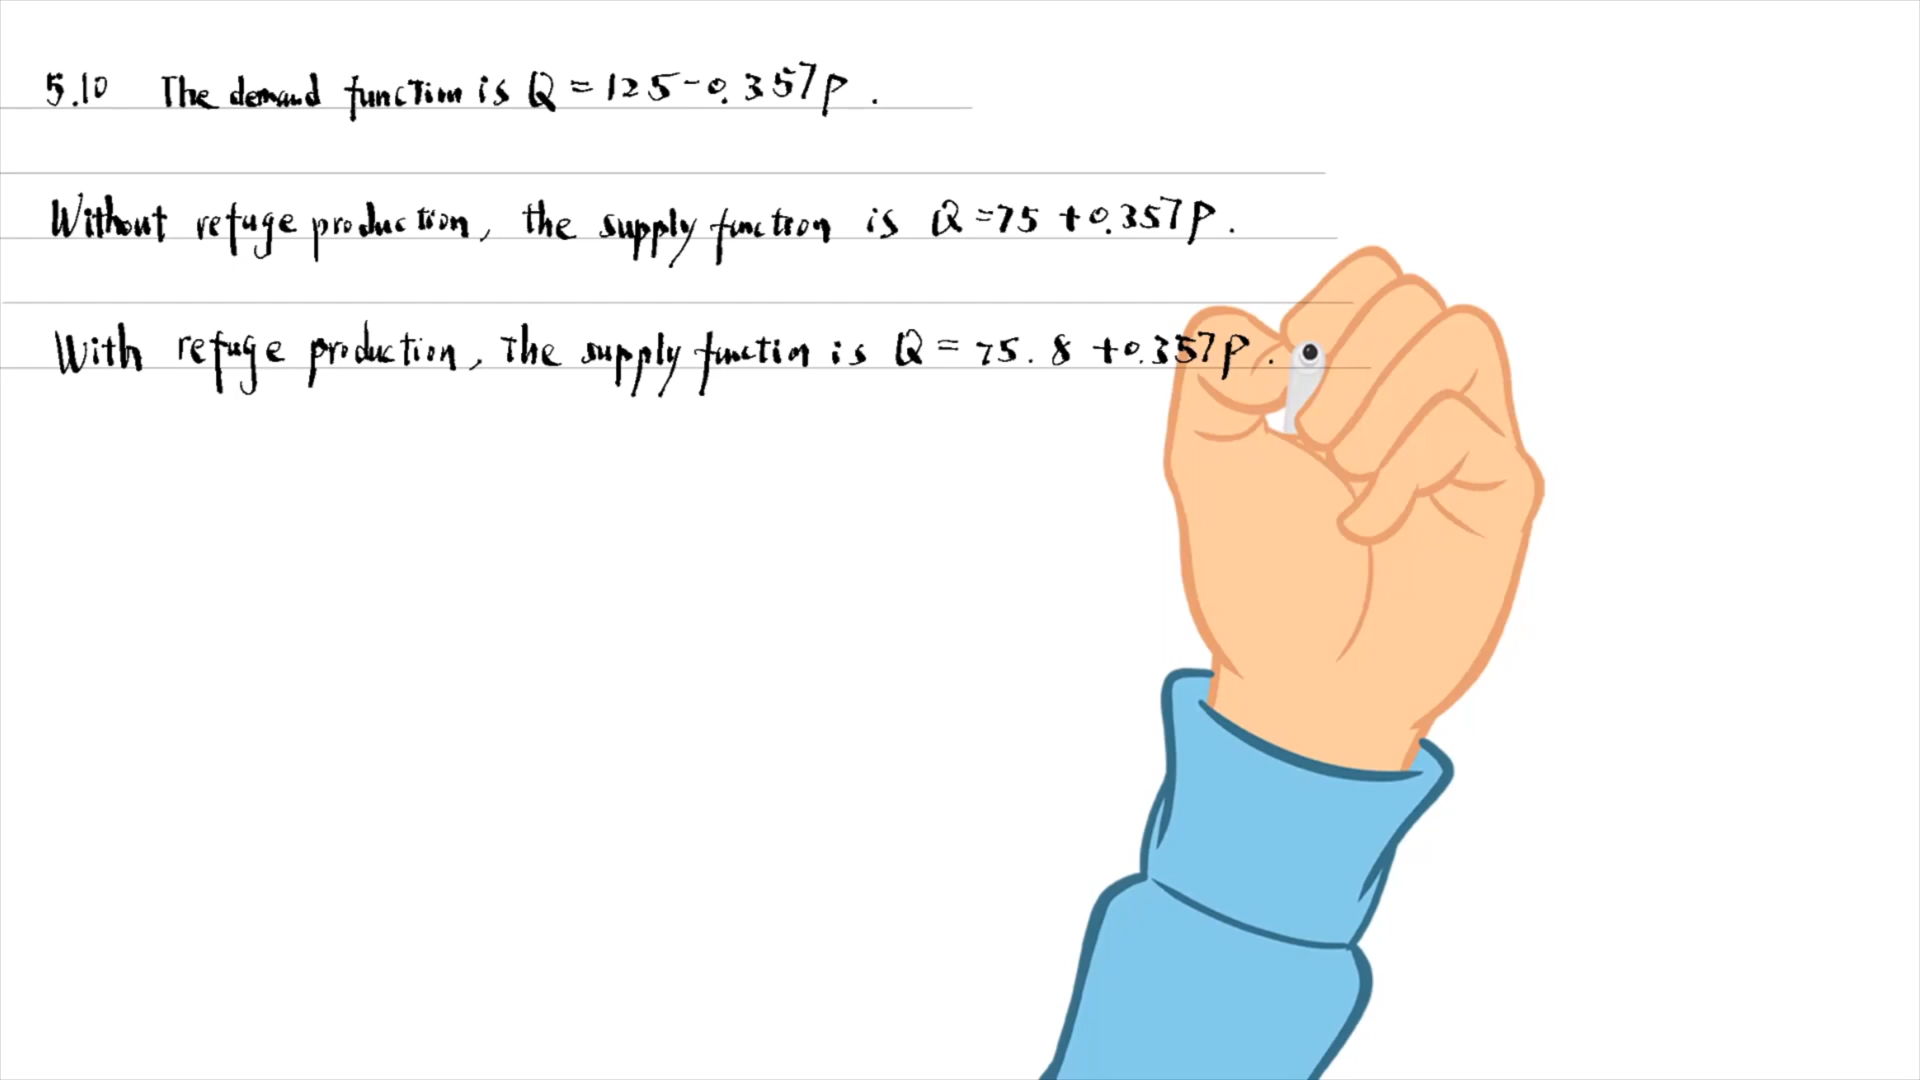 5.10 The demand function is Q = 125 - 0.357p.
Without refuge production, the supply function is Q = 75 + 0.357p.
With refuge production, the supply function is Q = 75.8 + 0.357p.